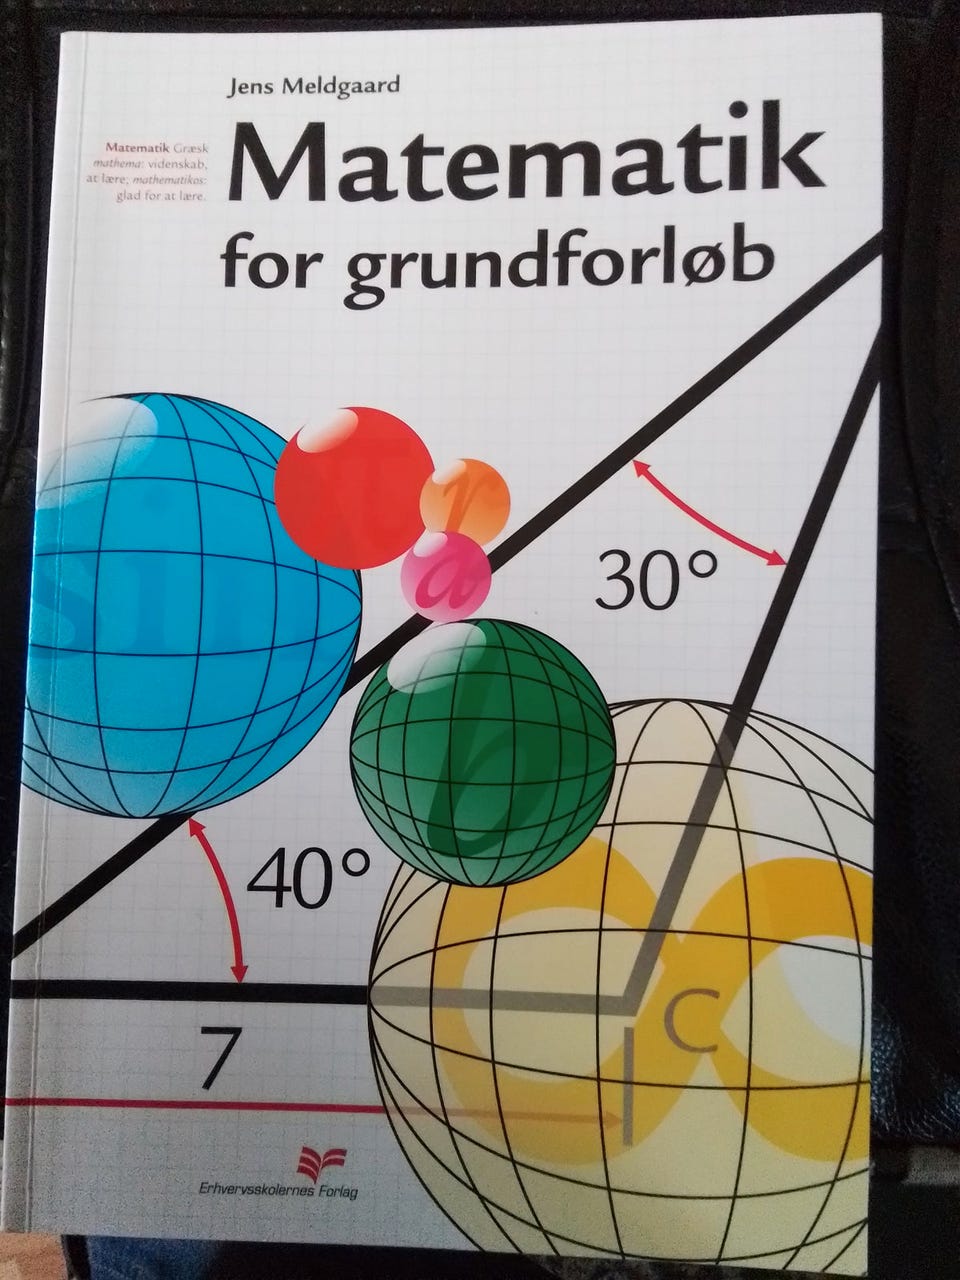 Jens Meldgaard
Matematik
for grundforløb
Matematik Græsk
mathema: videnskab,
at lære; mathematikos:
glad for at lære.
sin
r
a
b
30°
40°
C
7
Erhvervsskolernes Forlag